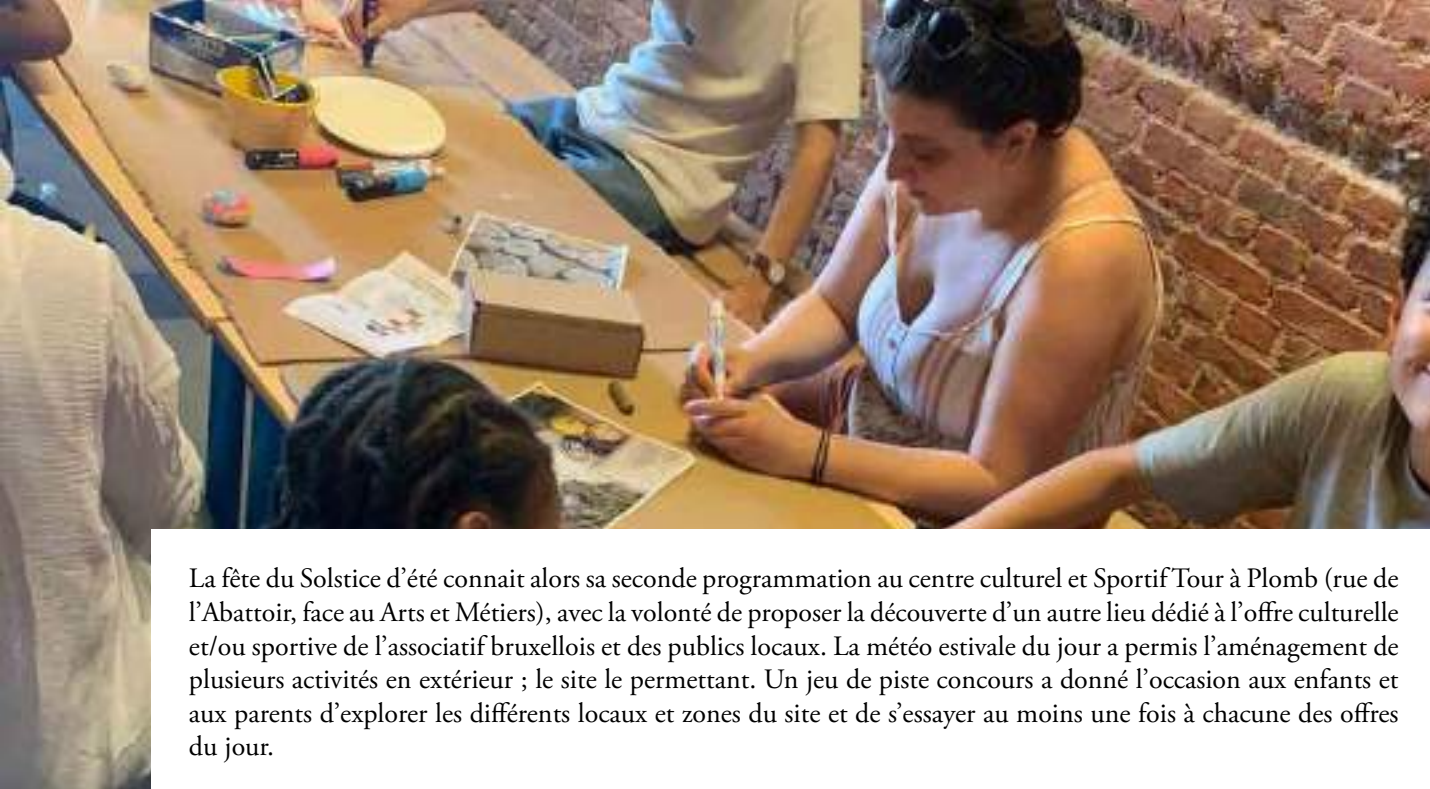 La fête du Solstice d’été connait alors sa seconde programmation au centre culturel et Sportif Tour à Plomb (rue de
l’Abattoir, face au Arts et Métiers), avec la volonté de proposer la découverte d’un autre lieu dédié à l’offre culturelle
et/ou sportive de l’associatif bruxellois et des publics locaux. La météo estivale du jour a permis l’aménagement de
plusieurs activités en extérieur ; le site le permettant. Un jeu de piste concours a donné l’occasion aux enfants et
aux parents d’explorer les différents locaux et zones du site et de s’essayer au moins une fois à chacune des offres
du jour.